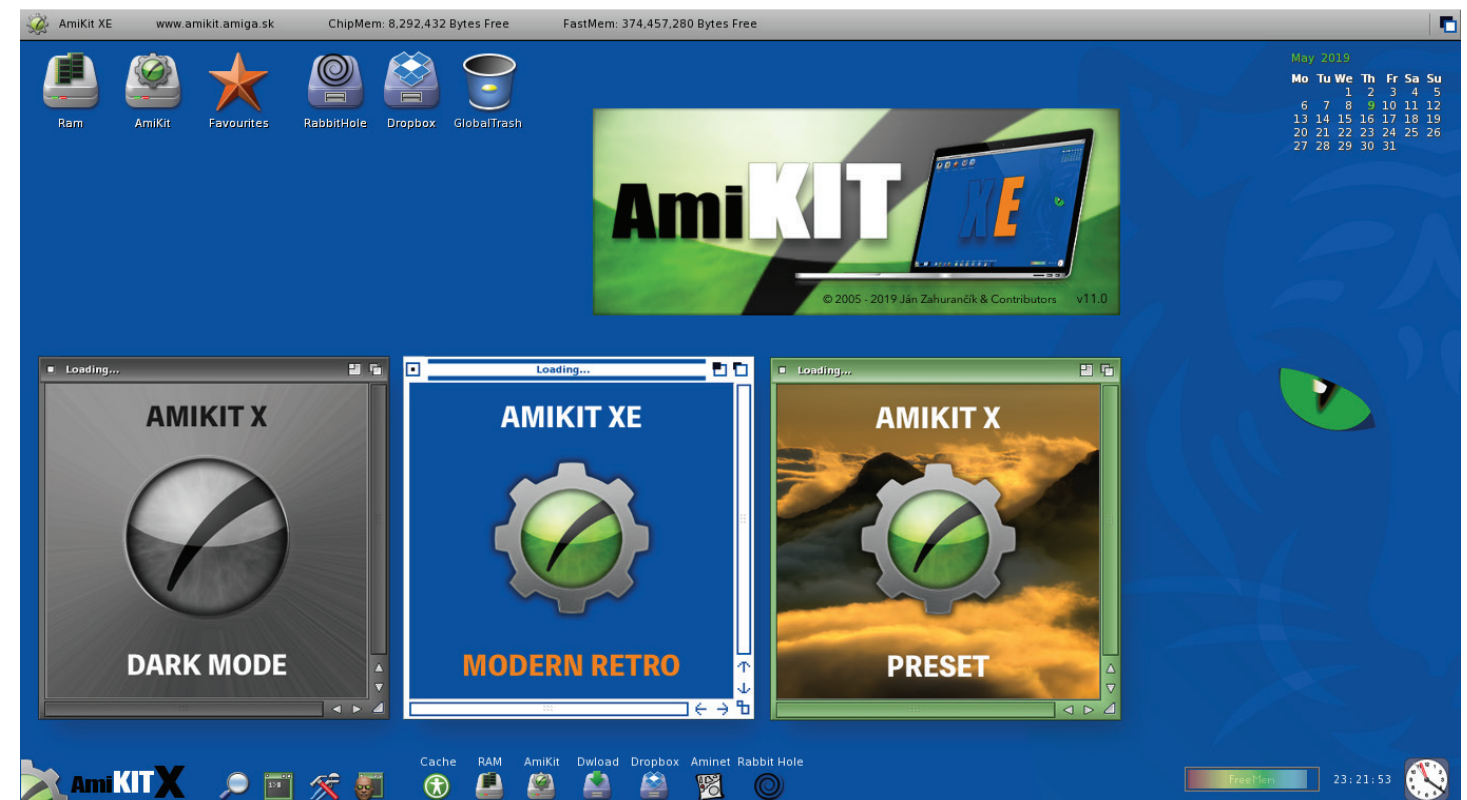 AmiKit XE www.amikit.amiga.sk ChipMem: 8,292,432 Bytes Free FastMem: 374,457,280 Bytes Free
Ram AmiKit Favourites RabbitHole Dropbox GlobalTrash
May 2019
Mo Tu We Th Fr Sa Su
1 2 3 4 5
6 7 8 9 10 11 12
13 14 15 16 17 18 19
20 21 22 23 24 25 26
27 28 29 30 31
AmiKIT XE
© 2005 - 2019 Ján Zahurančík & Contributors v11.0
Loading...
AMIKIT X
DARK MODE
Loading...
AMIKIT XE
MODERN RETRO
Loading...
AMIKIT X
PRESET
AmiKITX
Cache RAM AmiKit Dwload Dropbox Aminet Rabbit Hole
FreeMem 23:21:53